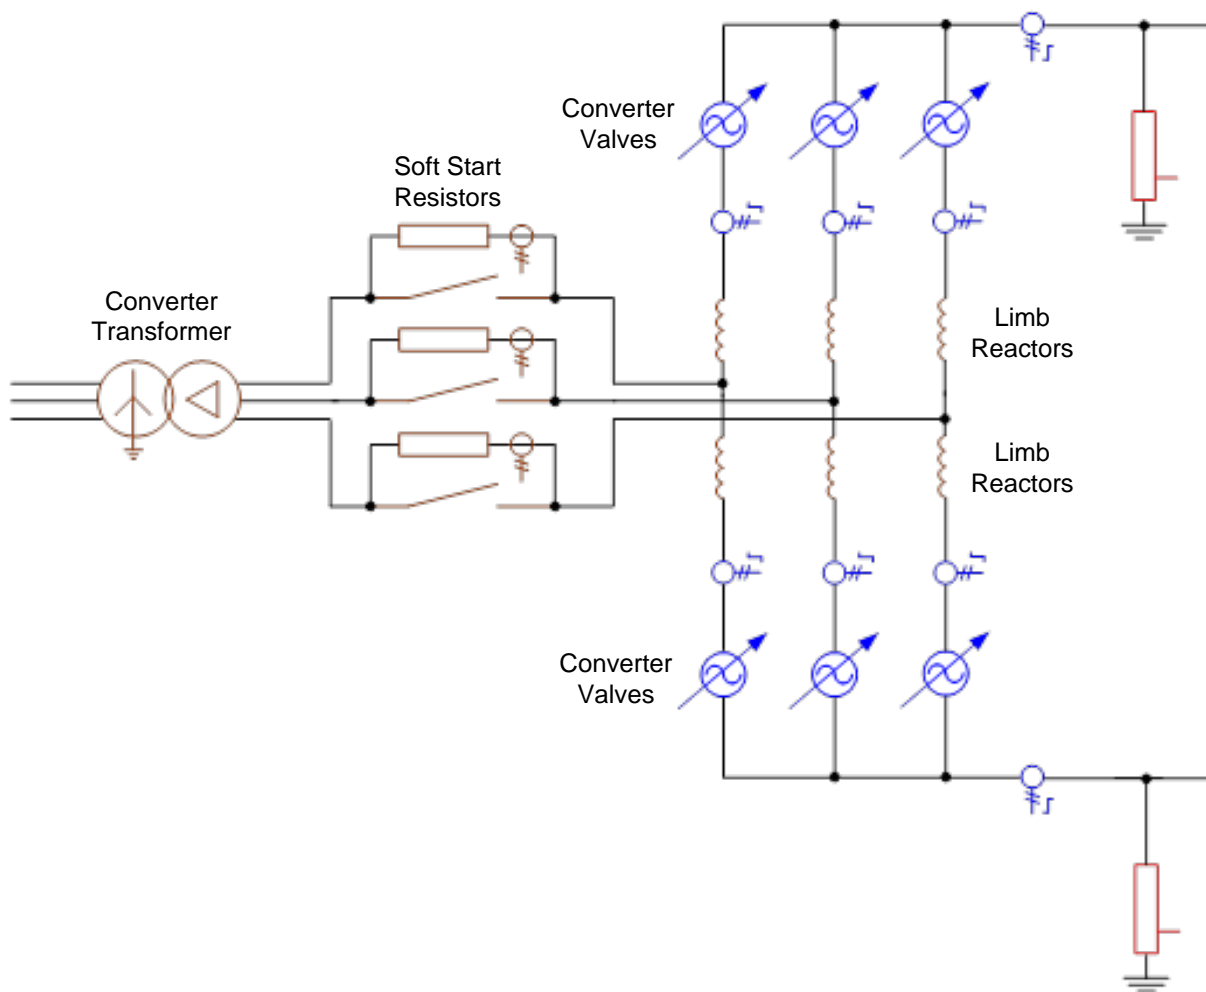 Converter
Valves
Soft Start
Resistors
Converter
Transformer
Limb
Reactors
Limb
Reactors
Converter
Valves